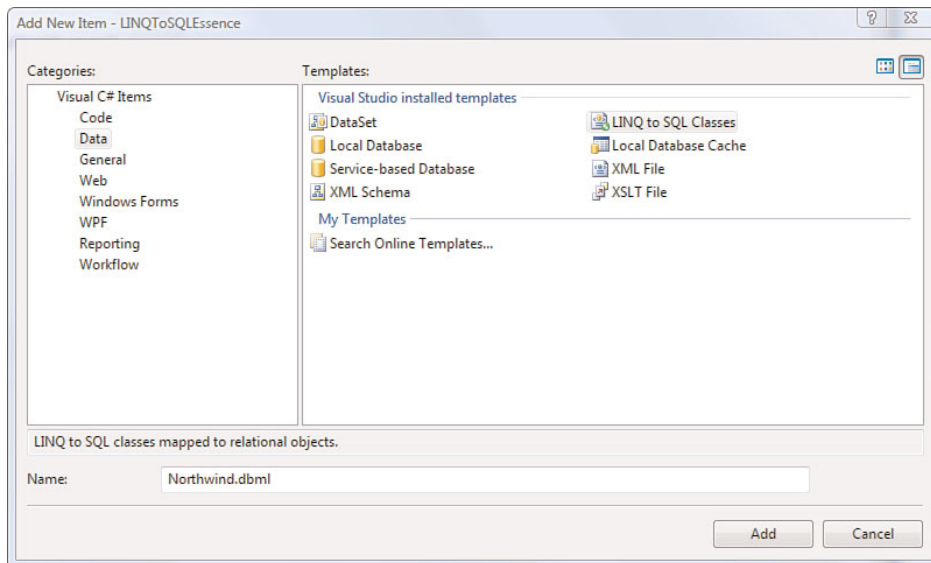 Add New Item - LINQToSQLEssence
Categories:
Templates:
Visual C# Items
Code
Data
General
Web
Windows Forms
WPF
Reporting
Workflow
Visual Studio installed templates
DataSet
LINQ to SQL Classes
Local Database
Local Database Cache
Service-based Database
XML File
XML Schema
XSLT File
My Templates
Search Online Templates...
LINQ to SQL classes mapped to relational objects.
Name:
Northwind.dbml
Add
Cancel